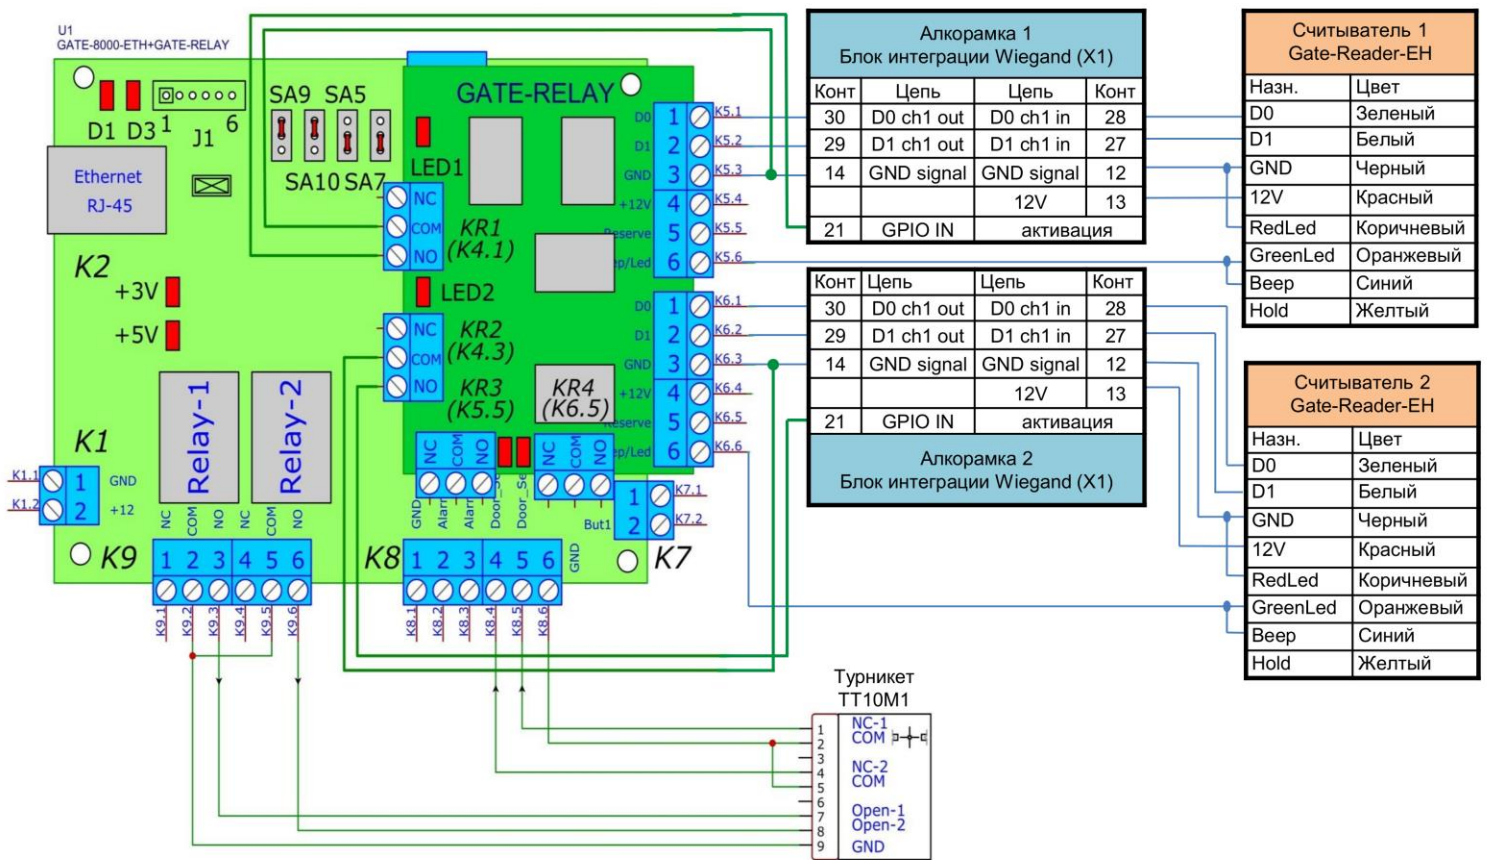 U1
GATE-8000-ETH+GATE-RELAY
D1 D3 1 6 J1
SA9 SA5
SA10 SA7
Ethernet
RJ-45
K2
+3V
+5V
Relay-1
Relay-2
K1
K1.1 1 GND
K1.2 2 +12
NC COM NO NC COM NO
K9 1 2 3 4 5 6
K9.1 K9.2 K9.3 K9.4 K9.5 K9.6
GATE-RELAY
LED1
NC
COM
NO
KR1
(K4.1)
LED2
NC
COM
NO
KR2
(K4.3)
KR3
(K5.5)
KR4
(K6.5)
NC COM NO
NC COM NO
D0 1 K5.1
D1 2 K5.2
GND 3 K5.3
+12V 4 K5.4
eserve 5 K5.5
ep/Led 6 K5.6
D0 1 K6.1
D1 2 K6.2
GND 3 K6.3
+12V 4 K6.4
eserve 5 K6.5
ep/Led 6 K6.6
GND Alarm Alarm Door_Se Door_Se GND
K8 1 2 3 4 5 6
K8.1 K8.2 K8.3 K8.4 K8.5 K8.6
But1 1 2 K7.1 K7.2
K7
Алкорамка 1
Блок интеграции Wiegand (X1)
Конт Цепь Цепь Конт
30 D0 ch1 out D0 ch1 in 28
29 D1 ch1 out D1 ch1 in 27
14 GND signal GND signal 12
12V 13
21 GPIO IN активация
Конт Цепь Цепь Конт
30 D0 ch1 out D0 ch1 in 28
29 D1 ch1 out D1 ch1 in 27
14 GND signal GND signal 12
12V 13
21 GPIO IN активация
Алкорамка 2
Блок интеграции Wiegand (X1)
Считыватель 1
Gate-Reader-EH
Назн. Цвет
D0 Зеленый
D1 Белый
GND Черный
12V Красный
RedLed Коричневый
GreenLed Оранжевый
Beep Синий
Hold Желтый
Считыватель 2
Gate-Reader-EH
Назн. Цвет
D0 Зеленый
D1 Белый
GND Черный
12V Красный
RedLed Коричневый
GreenLed Оранжевый
Beep Синий
Hold Желтый
Турникет
TT10M1
1 NC-1
2 COM
3
4 NC-2
5 COM
6
7 Open-1
8 Open-2
9 GND